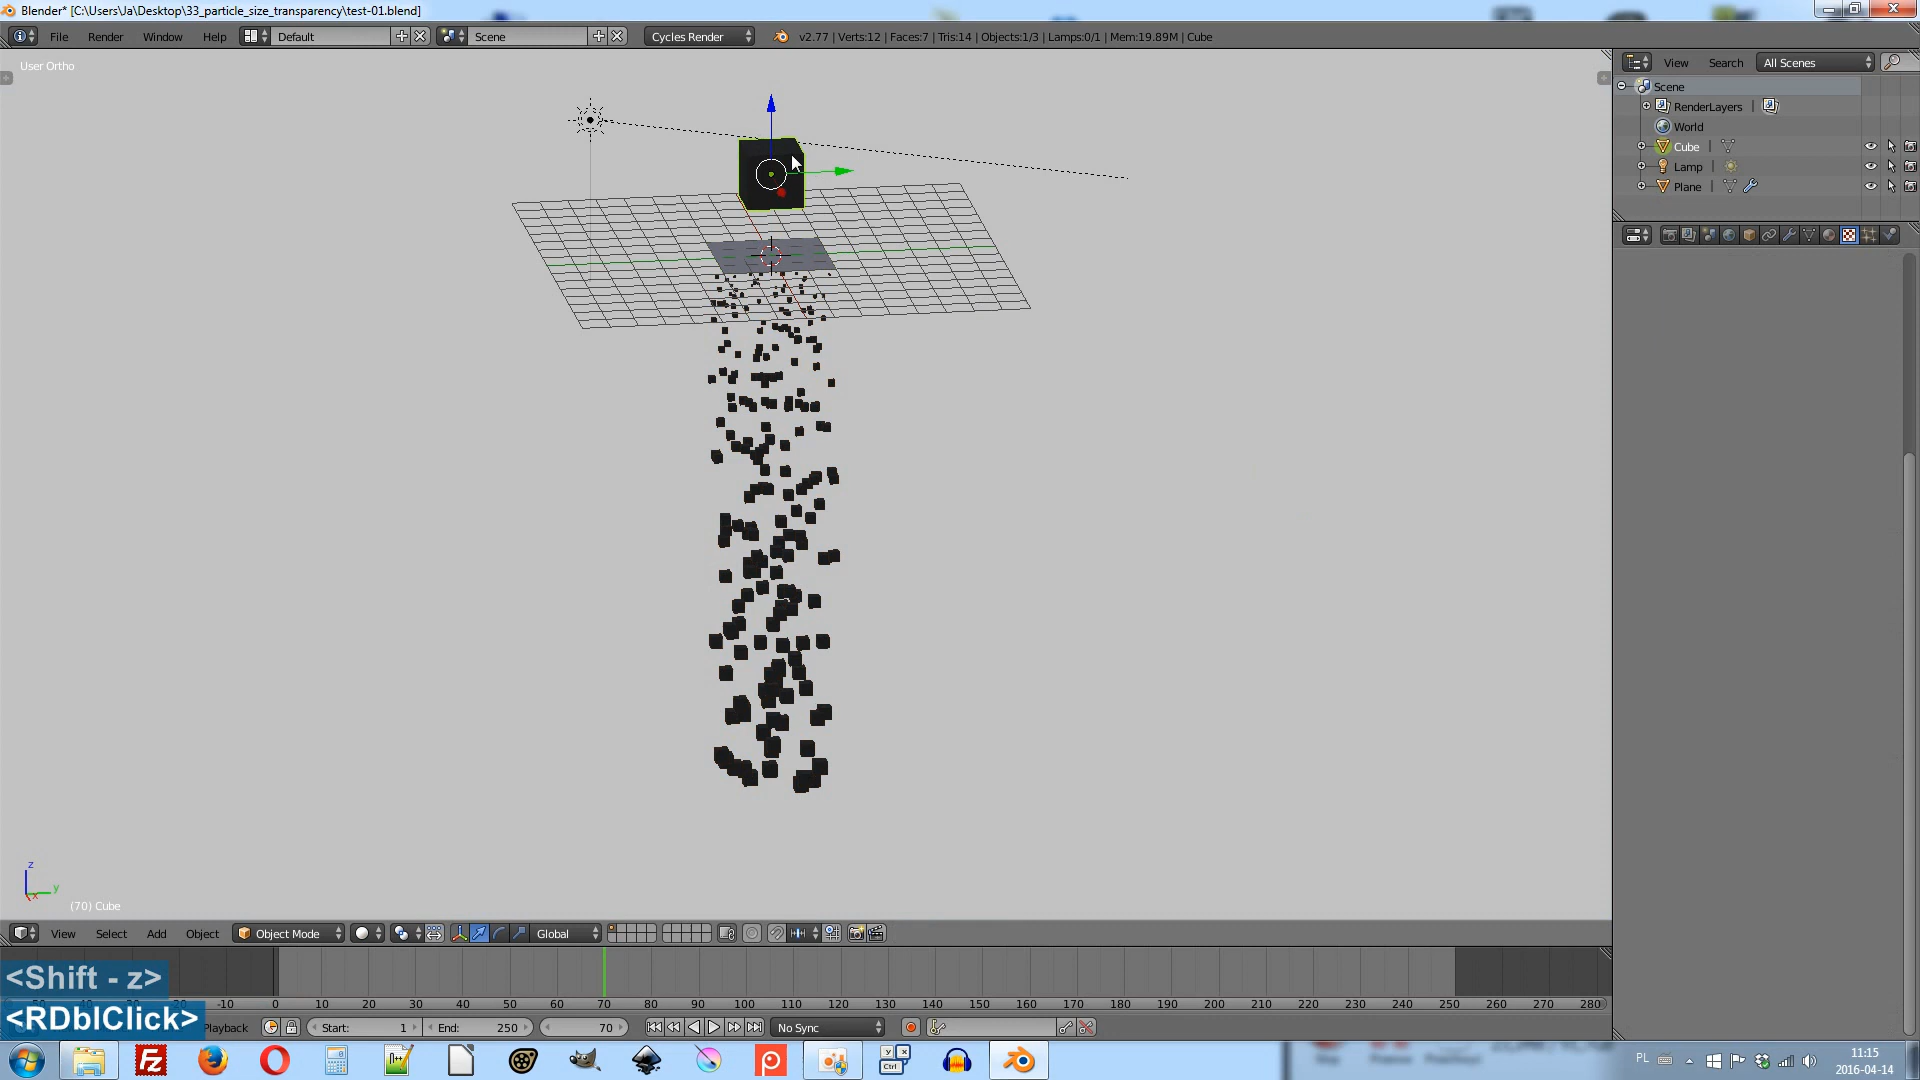 Blender* [C:\Users\Ja\Desktop\33_particle_size_transparency\test-01.blend]
File Render Window Help Default Scene Cycles Render v2.77 | Verts:12 | Faces:7 | Tris:14 | Objects:1/3 | Lamps:0/1 | Mem:19.89M | Cube
User Ortho
View Search All Scenes
Scene
RenderLayers |
World
Cube |
Lamp |
Plane |
z
y
x
(70) Cube
View Select Add Object Object Mode Global
<Shift - z>
-10 0 10 20 30 40 50 60 70 80 90 100 110 120 130 140 150 160 170 180 190 200 210 220 230 240 250 260 270 280
<RDblClick>
Playback Start: 1 End: 250 70 No Sync
PL 11:15
2016-04-14
Ctrl